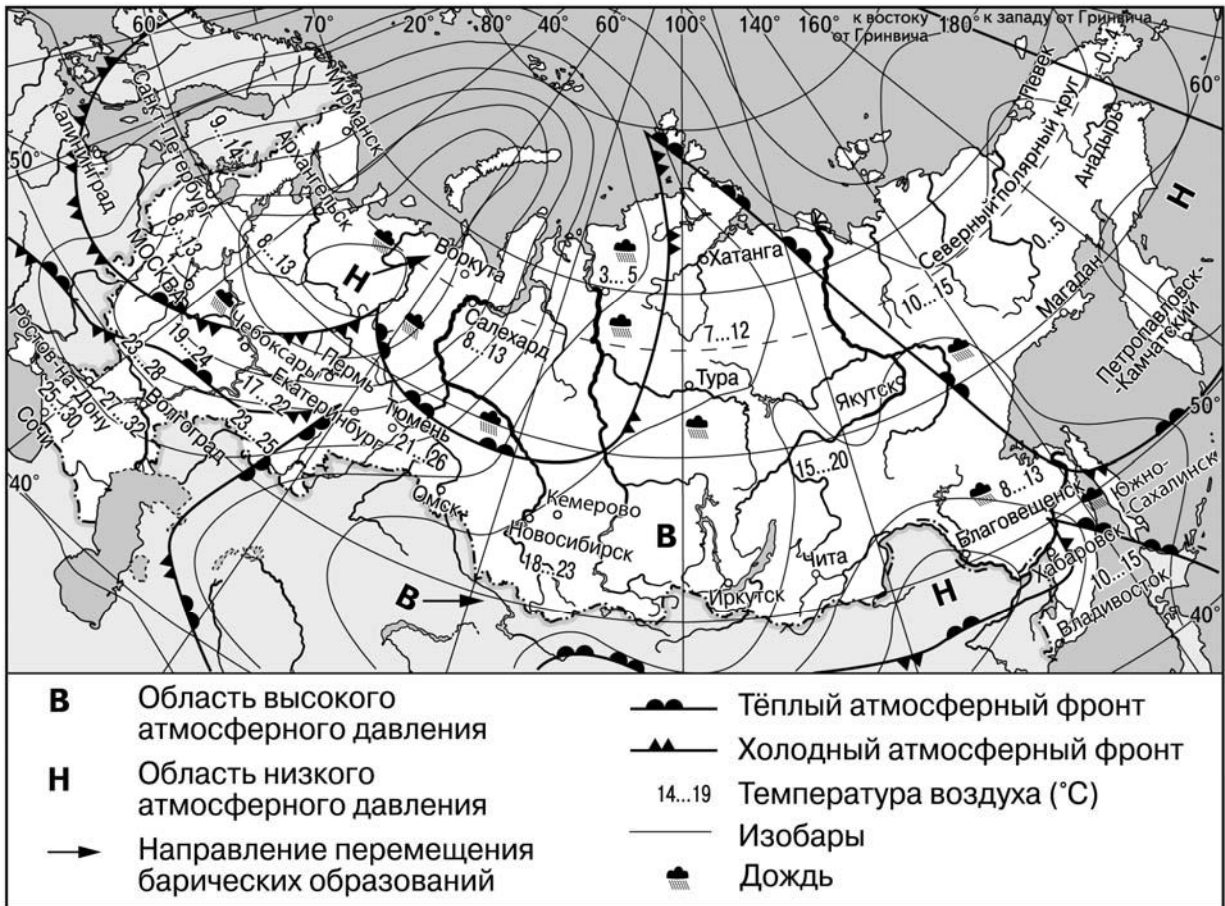 60°
70°
20°
80°
40°
60°
100°
140°
160°
к востоку
от Гринвича
180°
к западу от Гринвича
60°
50°
40°
50°
40°
Мурманск
Санкт-Петербург
Калининград
Архангельск
МОСКВА
Воркута
Салехард
Чебоксары
Пермь
Екатеринбург
Тюмень
Ростов-на-Дону
Волгоград
Сочи
Омск
Кемерово
Новосибирск
Хатанга
Тура
Якутск
Иркутск
Чита
Благовещенск
Хабаровск
Владивосток
Южно-
-Сахалинск
Магадан
Петропавловск-
-Камчатский
Анадырь
Певек
Северный полярный круг
9...14
8...13
8...13
19...24
17...22
23...28
27...32
25...30
23...25
21...26
8...13
3...5
7...12
10...15
0...5
0...4
15...20
18...23
8...13
10...15
Н
Н
Н
В
В
В Область высокого
атмосферного давления
Н Область низкого
атмосферного давления
Направление перемещения
барических образований
Тёплый атмосферный фронт
Холодный атмосферный фронт
14...19 Температура воздуха (°С)
Изобары
Дождь